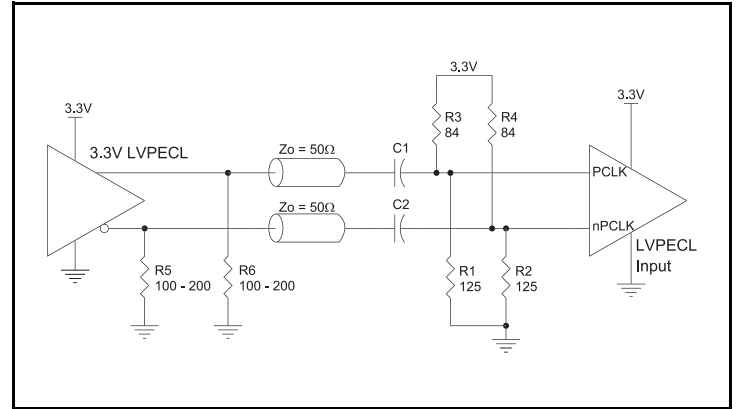 3.3V
3.3V LVPECL
Zo = 50Ω
C1
3.3V
R3
84
R4
84
3.3V
PCLK
Zo = 50Ω
C2
nPCLK
LVPECL
Input
R5
100 - 200
R6
100 - 200
R1
125
R2
125